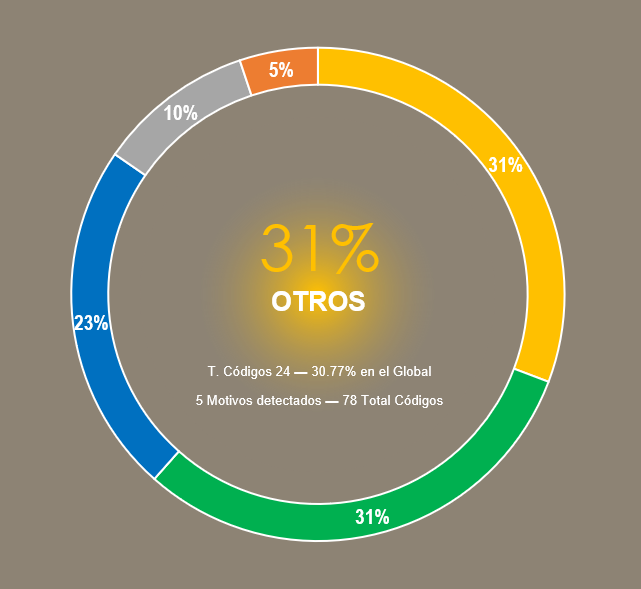 5%
10%
31%
31%
OTROS
23%
T. Códigos 24 — 30.77% en el Global
5 Motivos detectados — 78 Total Códigos
31%